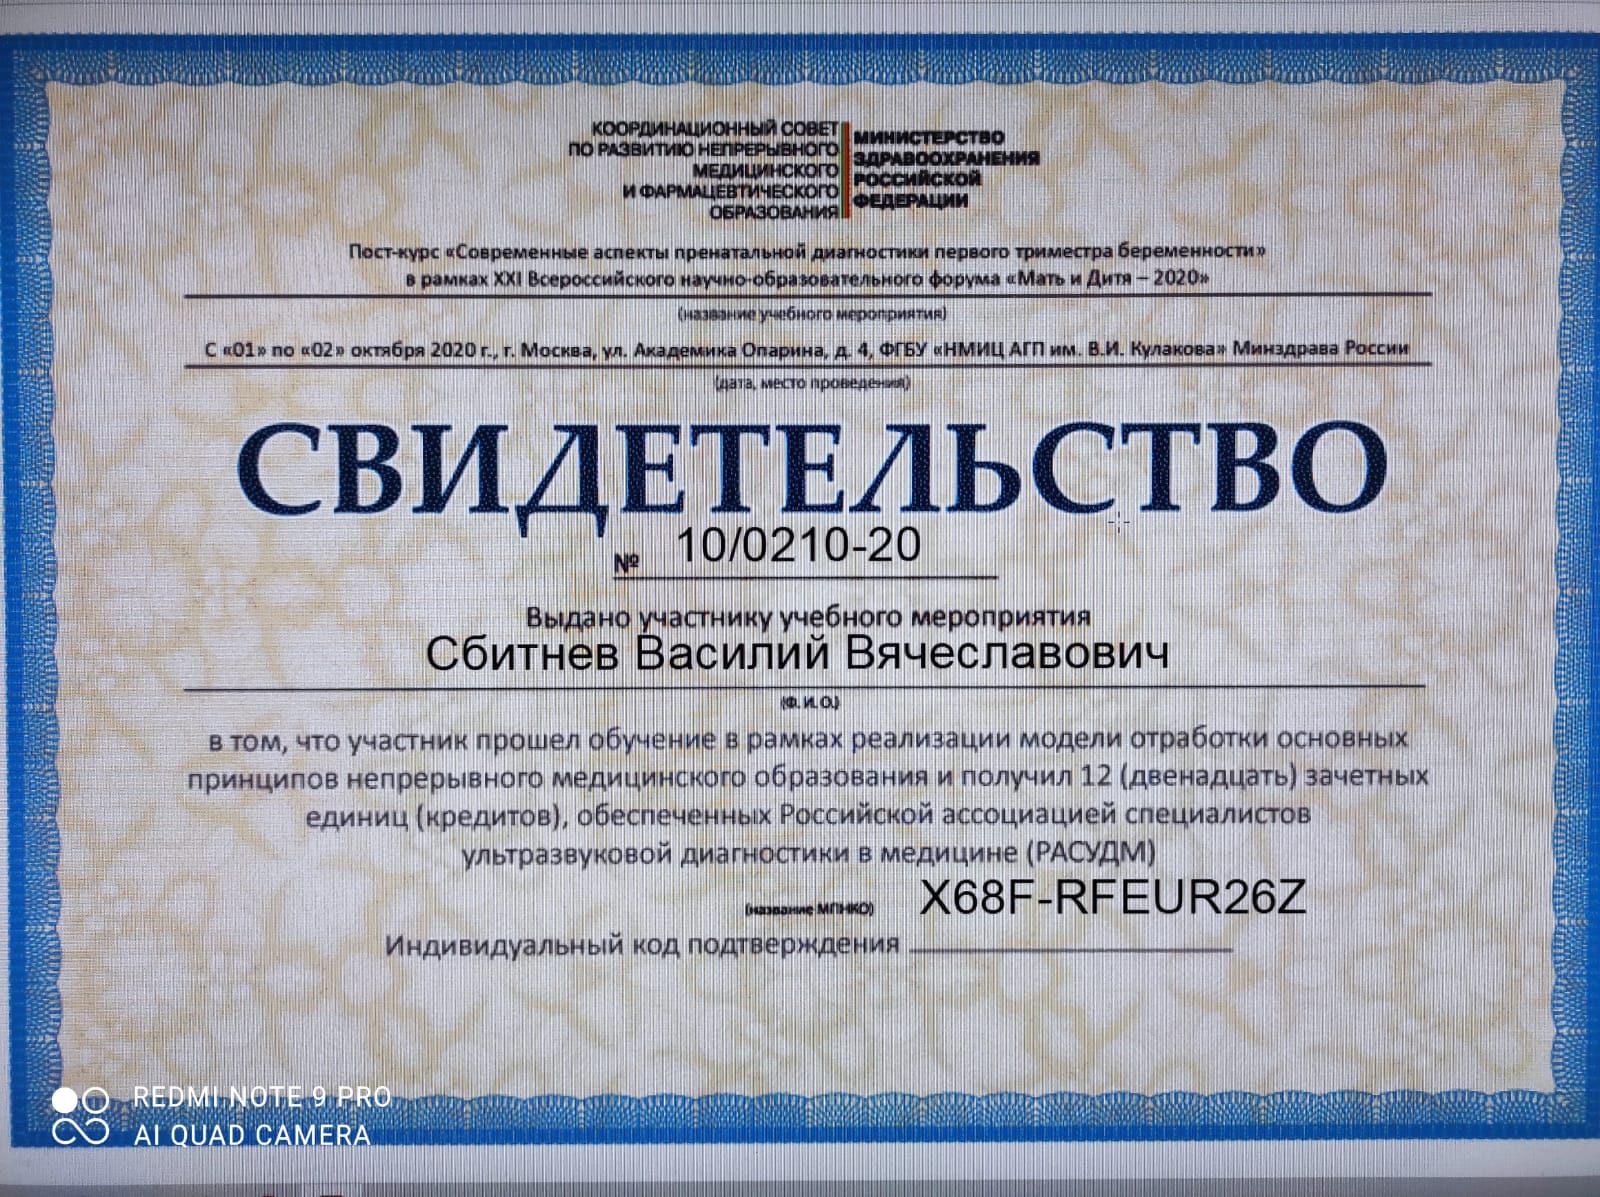 КООРДИНАЦИОННЫЙ СОВЕТ
ПО РАЗВИТИЮ НЕПРЕРЫВНОГО
МЕДИЦИНСКОГО
И ФАРМАЦЕВТИЧЕСКОГО
ОБРАЗОВАНИЯ
МИНИСТЕРСТВО
ЗДРАВООХРАНЕНИЯ
РОССИЙСКОЙ
ФЕДЕРАЦИИ
Пост-курс «Современные аспекты пренатальной диагностики первого триместра беременности»
в рамках XXI Всероссийского научно-образовательного форума «Мать и Дитя – 2020»
(название учебного мероприятия)
С «01» по «02» октября 2020 г., г. Москва, ул. Академика Опарина, д. 4, ФГБУ «НМИЦ АГП им. В.И. Кулакова» Минздрава России
(дата, место проведения)
СВИДЕТЕЛЬСТВО
№ 10/0210-20
Выдано участнику учебного мероприятия
Сбитнев Василий Вячеславович
(Ф. И. О.)
в том, что участник прошел обучение в рамках реализации модели отработки основных
принципов непрерывного медицинского образования и получил 12 (двенадцать) зачетных
единиц (кредитов), обеспеченных Российской ассоциацией специалистов
ультразвуковой диагностики в медицине (РАСУДМ)
(название МПНКО)
X68F-RFEUR26Z
Индивидуальный код подтверждения
REDMI NOTE 9 PRO
AI QUAD CAMERA